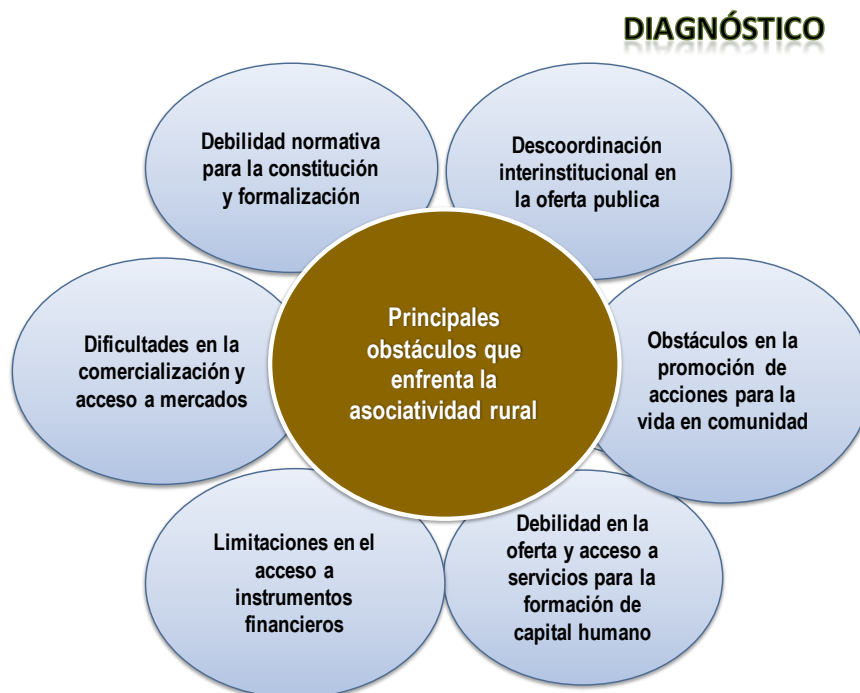 DIAGNÓSTICO
Debilidad normativa
para la constitución
y formalización
Descoordinación
interinstitucional en
la oferta publica
Principales
obstáculos que
enfrenta la
asociatividad rural
Dificultades en la
comercialización y
acceso a mercados
Obstáculos en la
promoción de
acciones para la
vida en comunidad
Limitaciones en el
acceso a
instrumentos
financieros
Debilidad en la
oferta y acceso a
servicios para la
formación de
capital humano